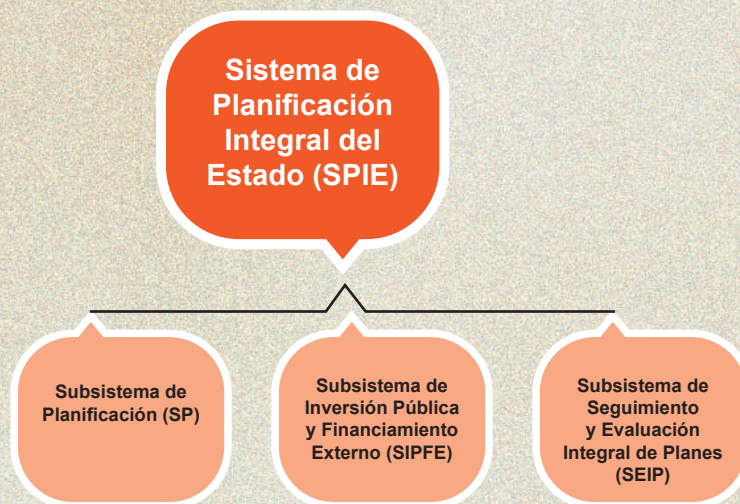 Sistema de
Planificación
Integral del
Estado (SPIE)
Subsistema de
Planificación (SP)
Subsistema de
Inversión Pública
y Financiamiento
Externo (SIPFE)
Subsistema de
Seguimiento
y Evaluación
Integral de Planes
(SEIP)